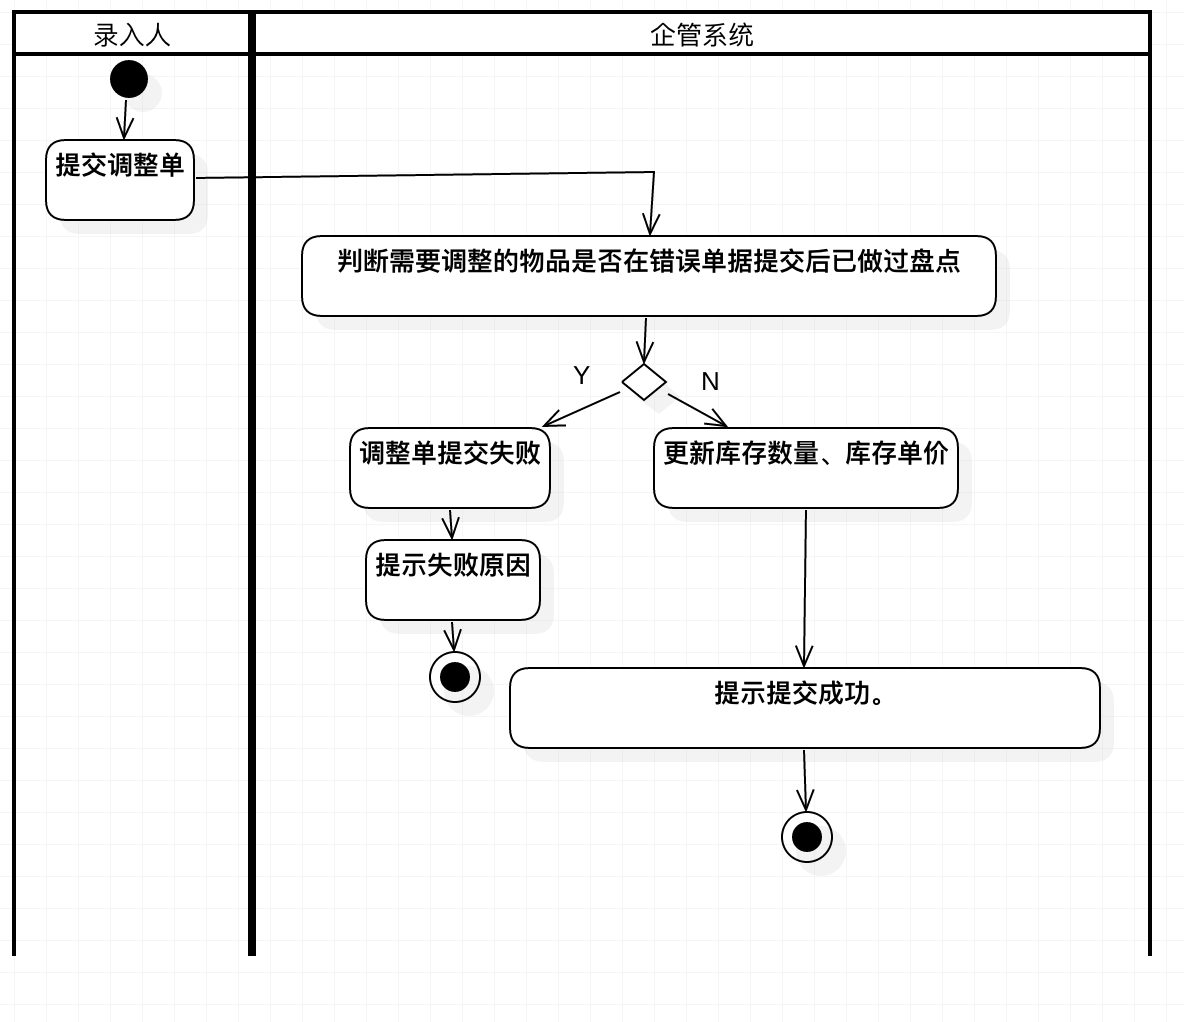 录入人
企管系统
提交调整单
判断需要调整的物品是否在错误单据提交后已做过盘点
Y
N
调整单提交失败
更新库存数量、库存单价
提示失败原因
提示提交成功。